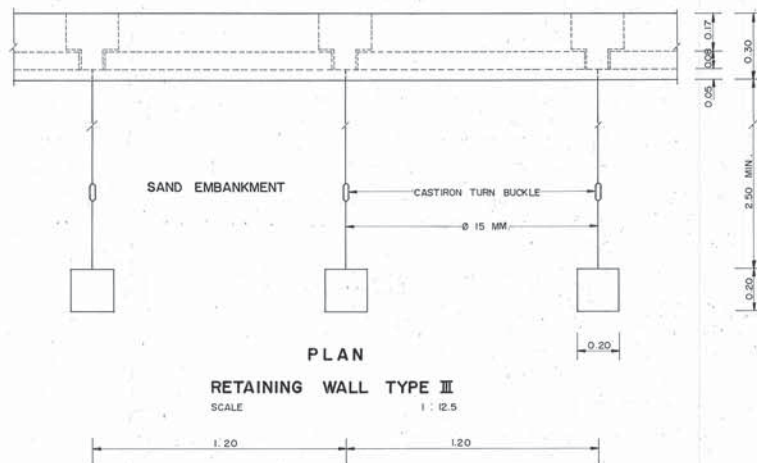 0.17
0.30
0.08
0.05
SAND EMBANKMENT
CASTIRON TURN BUCKLE
2.50 MIN.
Ø 15 MM.
0.20
0.20
PLAN
RETAINING WALL TYPE III
SCALE 1 : 12.5
1.20 1.20